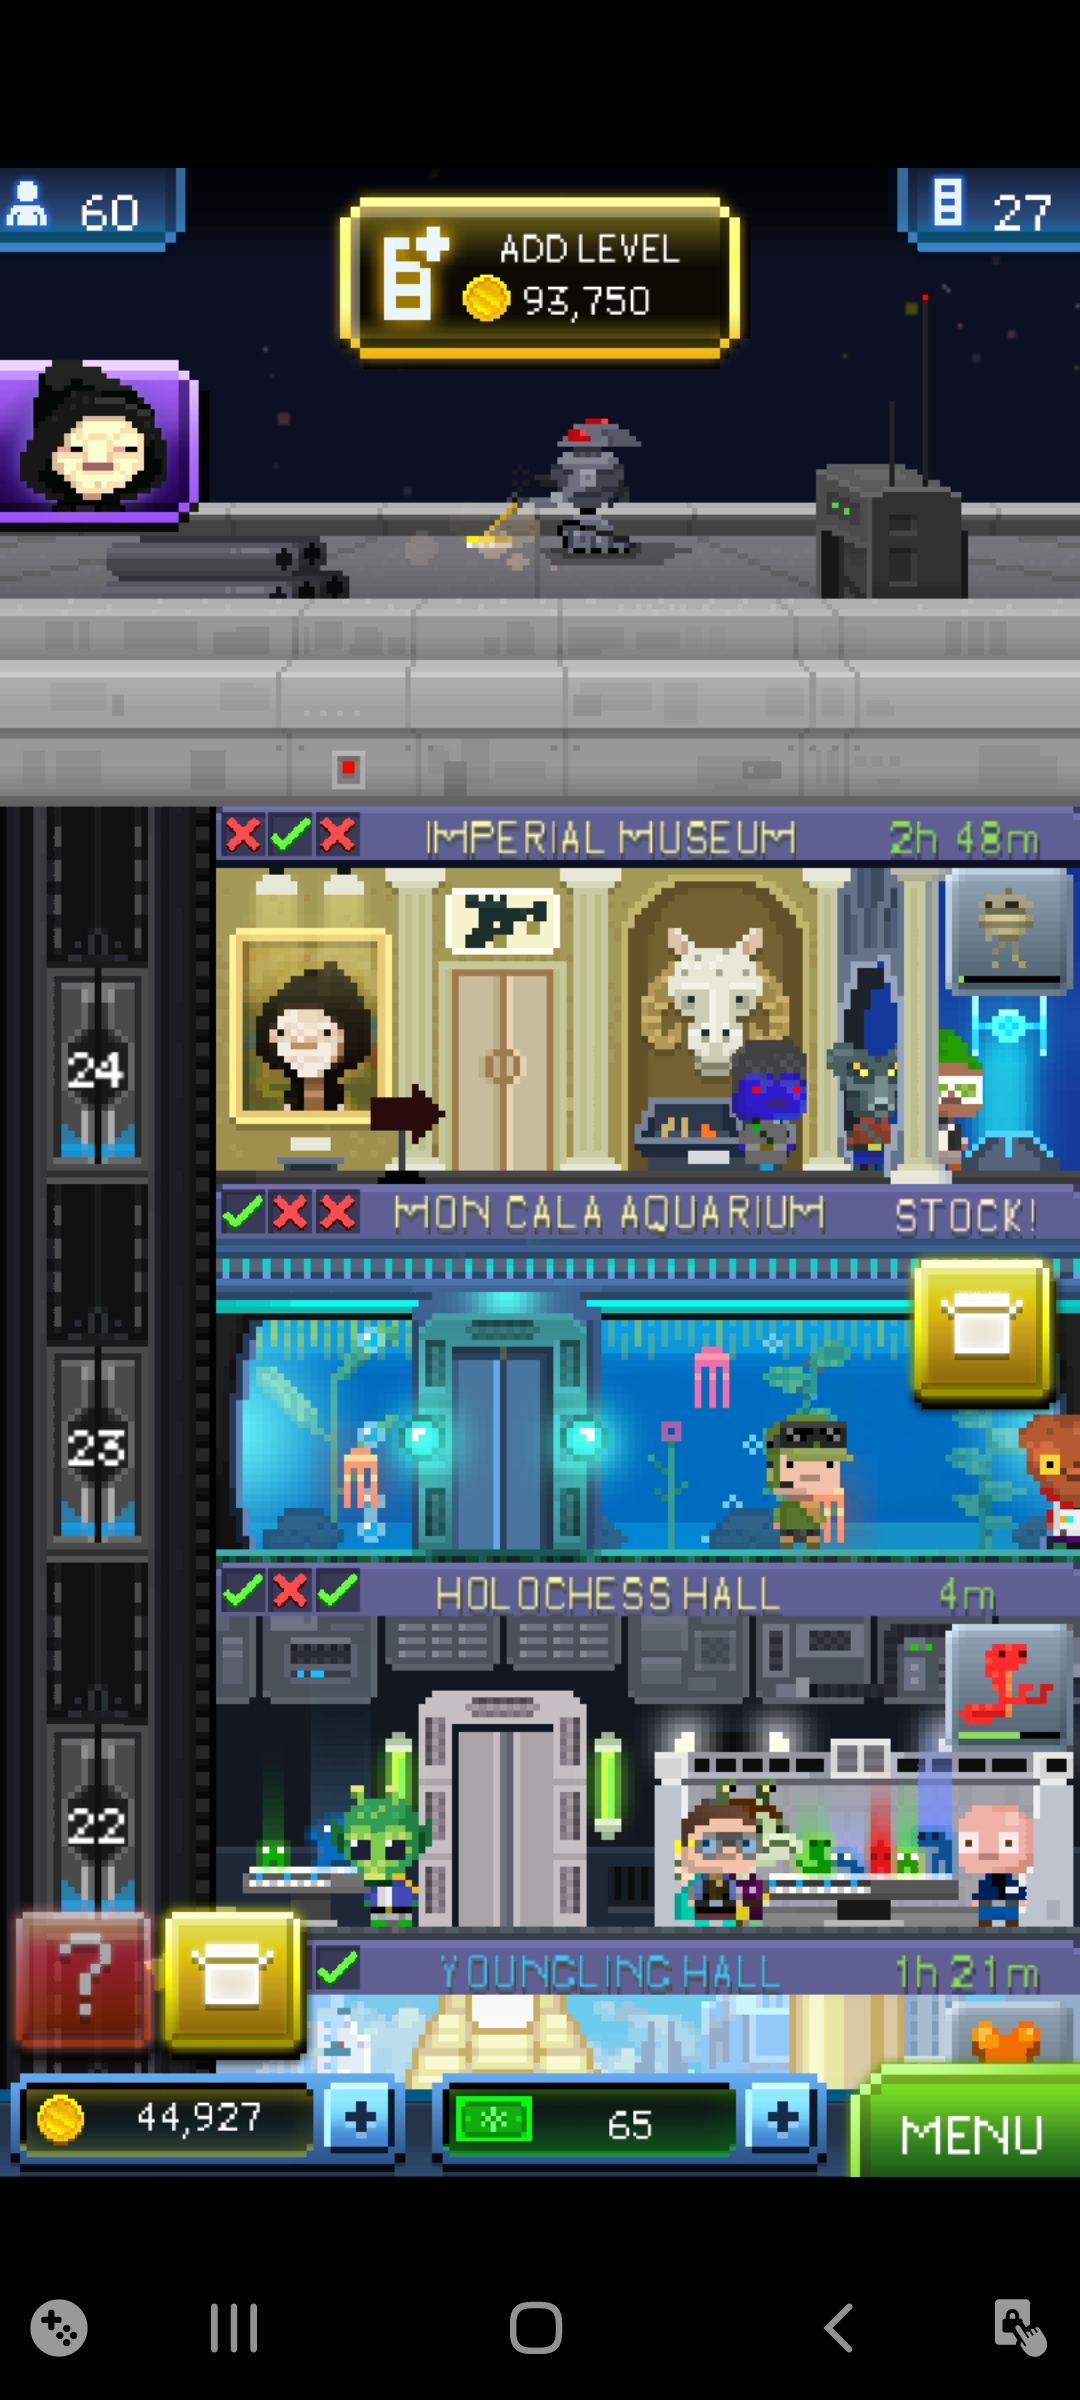 60
ADD LEVEL
93,750
27
IMPERIAL MUSEUM 2h 48m
24
MON CALA AQUARIUM STOCK!
23
HOLOCHESS HALL 4m
22
?
YOUNGLING HALL 1h 21m
44,927 +
65 +
MENU